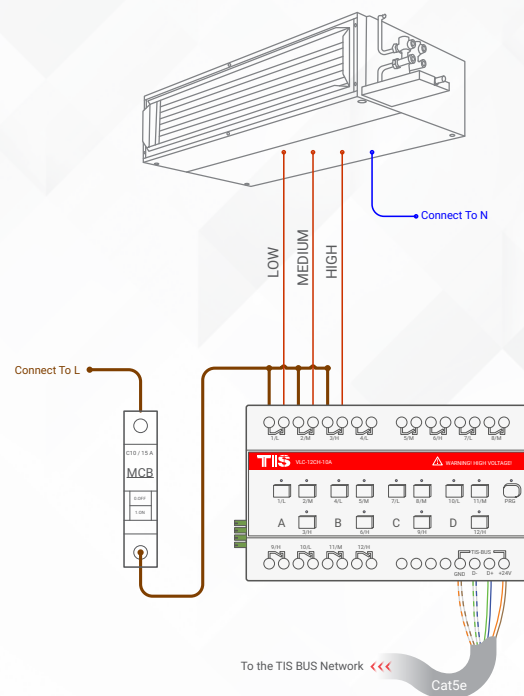 Connect To N
LOW
MEDIUM
HIGH
Connect To L
C10 / 15 A
MCB
0.OFF
1.ON
1/L 2/M 3/H 4/L 5/M 6/H 7/L 8/M
TIS VLC-12CH-10A WARNING! HIGH VOLTAGE!
1/L 2/M 4/L 5/M 7/L 8/M 10/L 11/M PRG
A B C D
3/H 6/H 9/H 12/H
9/H 10/L 11/M 12/H
TIS-BUS
GND D- D+ +24V
To the TIS BUS Network
Cat5e